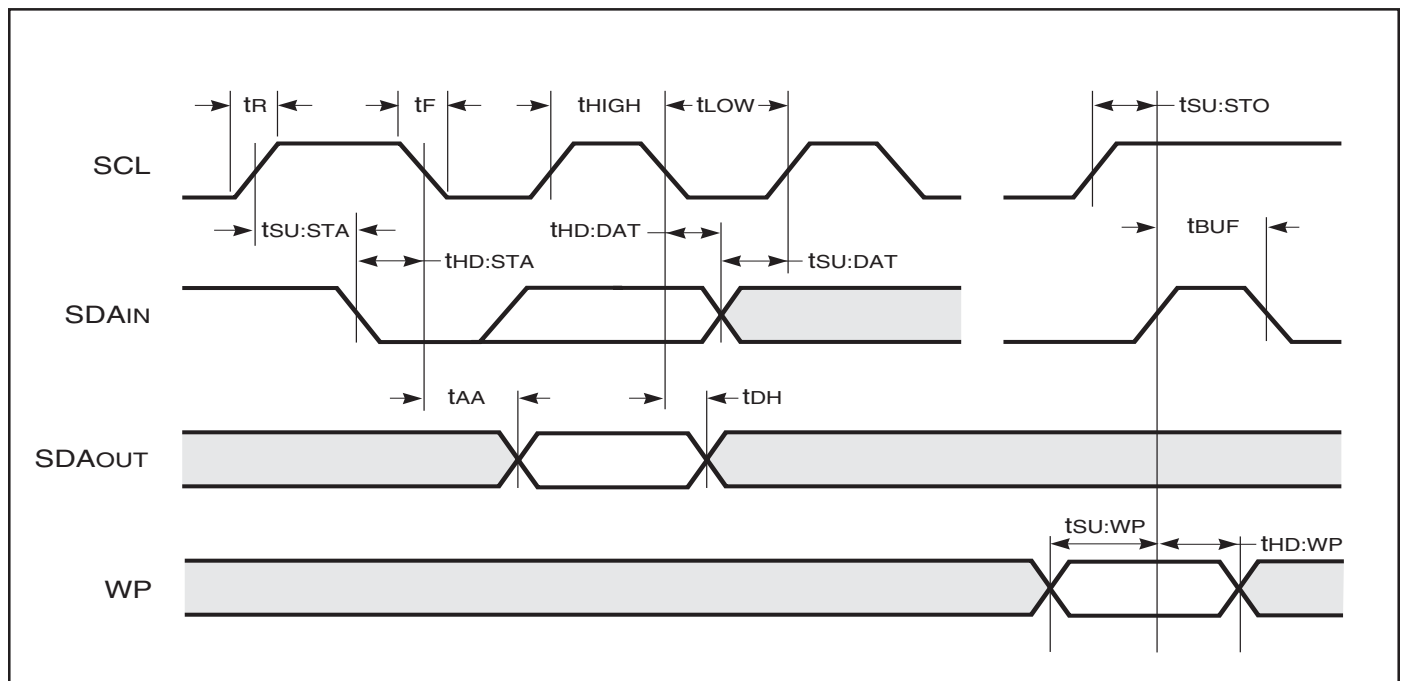 tR
tF
tHIGH
tLOW
tSU:STO
SCL
tSU:STA
tHD:STA
tHD:DAT
tSU:DAT
tBUF
SDAIN
tAA
tDH
SDAOUT
tSU:WP
tHD:WP
WP